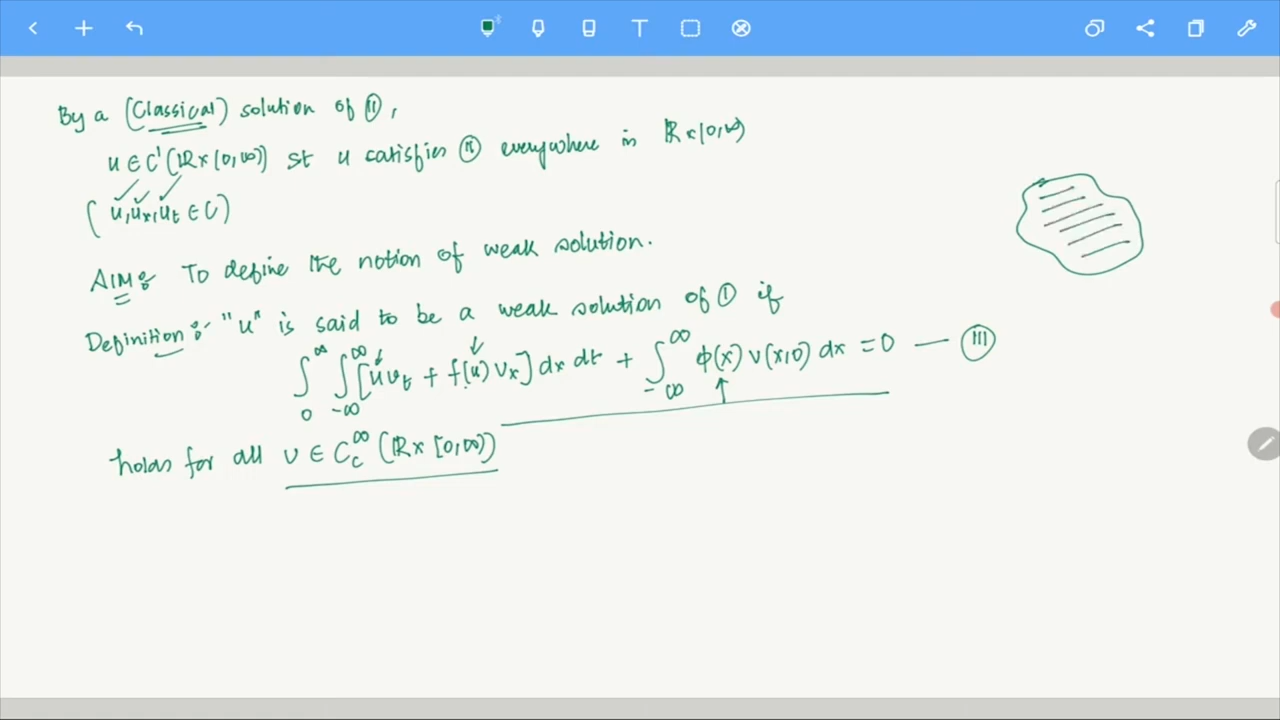 By a (Classical) solution of Ⅱ,
u ∈ C¹(ℝ×[0,∞)) st u satisfies Ⅱ everywhere in ℝ×(0,∞)
(u, uₓ, uₜ ∈ C)
AIM: To define the notion of weak solution.
Definition:- "u" is said to be a weak solution of Ⅰ if
∫₀^∞ ∫_{-∞}^∞ [u vₜ + f(u) vₓ] dx dt + ∫_{-∞}^∞ ϕ(x) v(x,0) dx = 0 — Ⅲ
holds for all v ∈ C_c^∞ (ℝ×[0,∞))